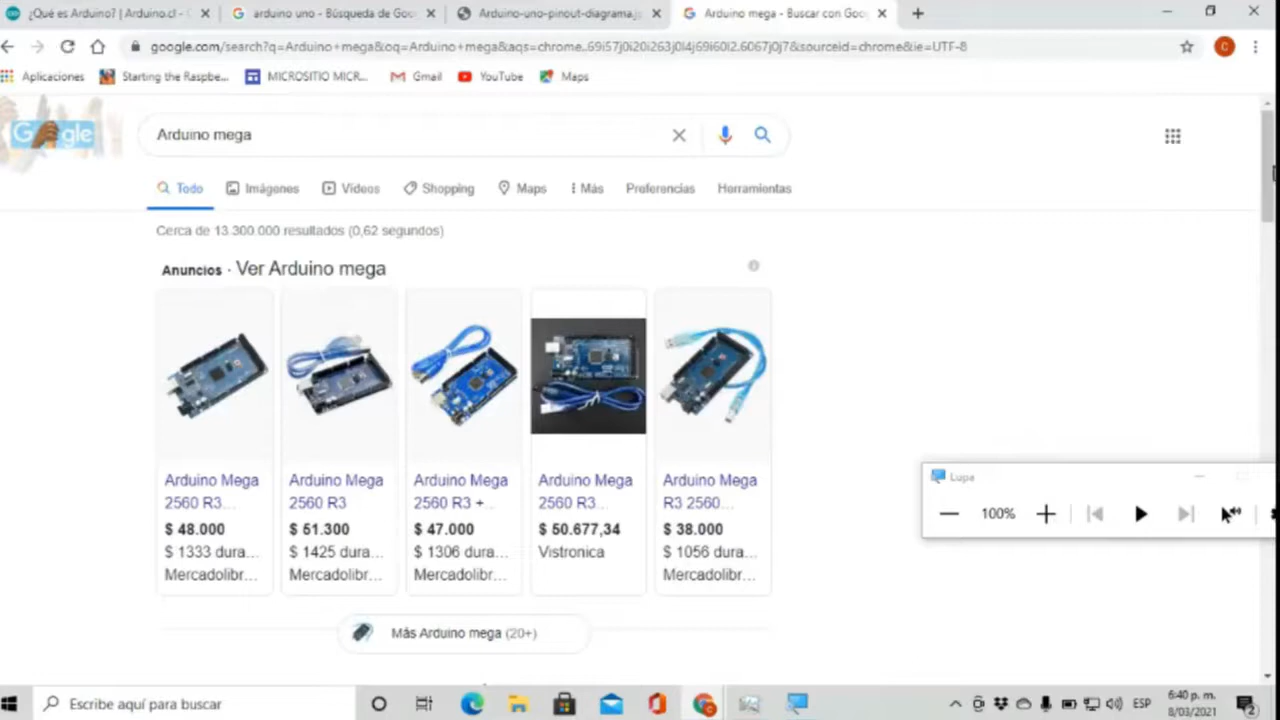 ¿Qué es Arduino? | Arduino.cl -
arduino uno - Búsqueda de Goo
Arduino-uno-pinout-diagrama.js
Arduino mega - Buscar con Goog
google.com/search?q=Arduino+mega&oq=Arduino+mega&aqs=chrome..69i57j0i20i263j0l4j69i60l2.6067j0j7&sourceid=chrome&ie=UTF-8
C
Aplicaciones
Starting the Raspbe...
MICROSITIO MICR...
Gmail
YouTube
Maps
Google
Arduino mega
Todo
Imágenes
Vídeos
Shopping
Maps
Más
Preferencias
Herramientas
Cerca de 13.300.000 resultados (0,62 segundos)
Anuncios · Ver Arduino mega
Arduino Mega
2560 R3...
$ 48.000
$ 1333 dura...
Mercadolibr...
Arduino Mega
2560 R3
$ 51.300
$ 1425 dura...
Mercadolibr...
Arduino Mega
2560 R3 +..
$ 47.000
$ 1306 dura...
Mercadolibr...
Arduino Mega
2560 R3...
$ 50.677,34
Vistronica
Arduino Mega
R3 2560...
$ 38.000
$ 1056 dura...
Mercadolibr...
Más Arduino mega (20+)
Lupa
100%
Escribe aquí para buscar
ESP
6:40 p. m.
8/03/2021
2